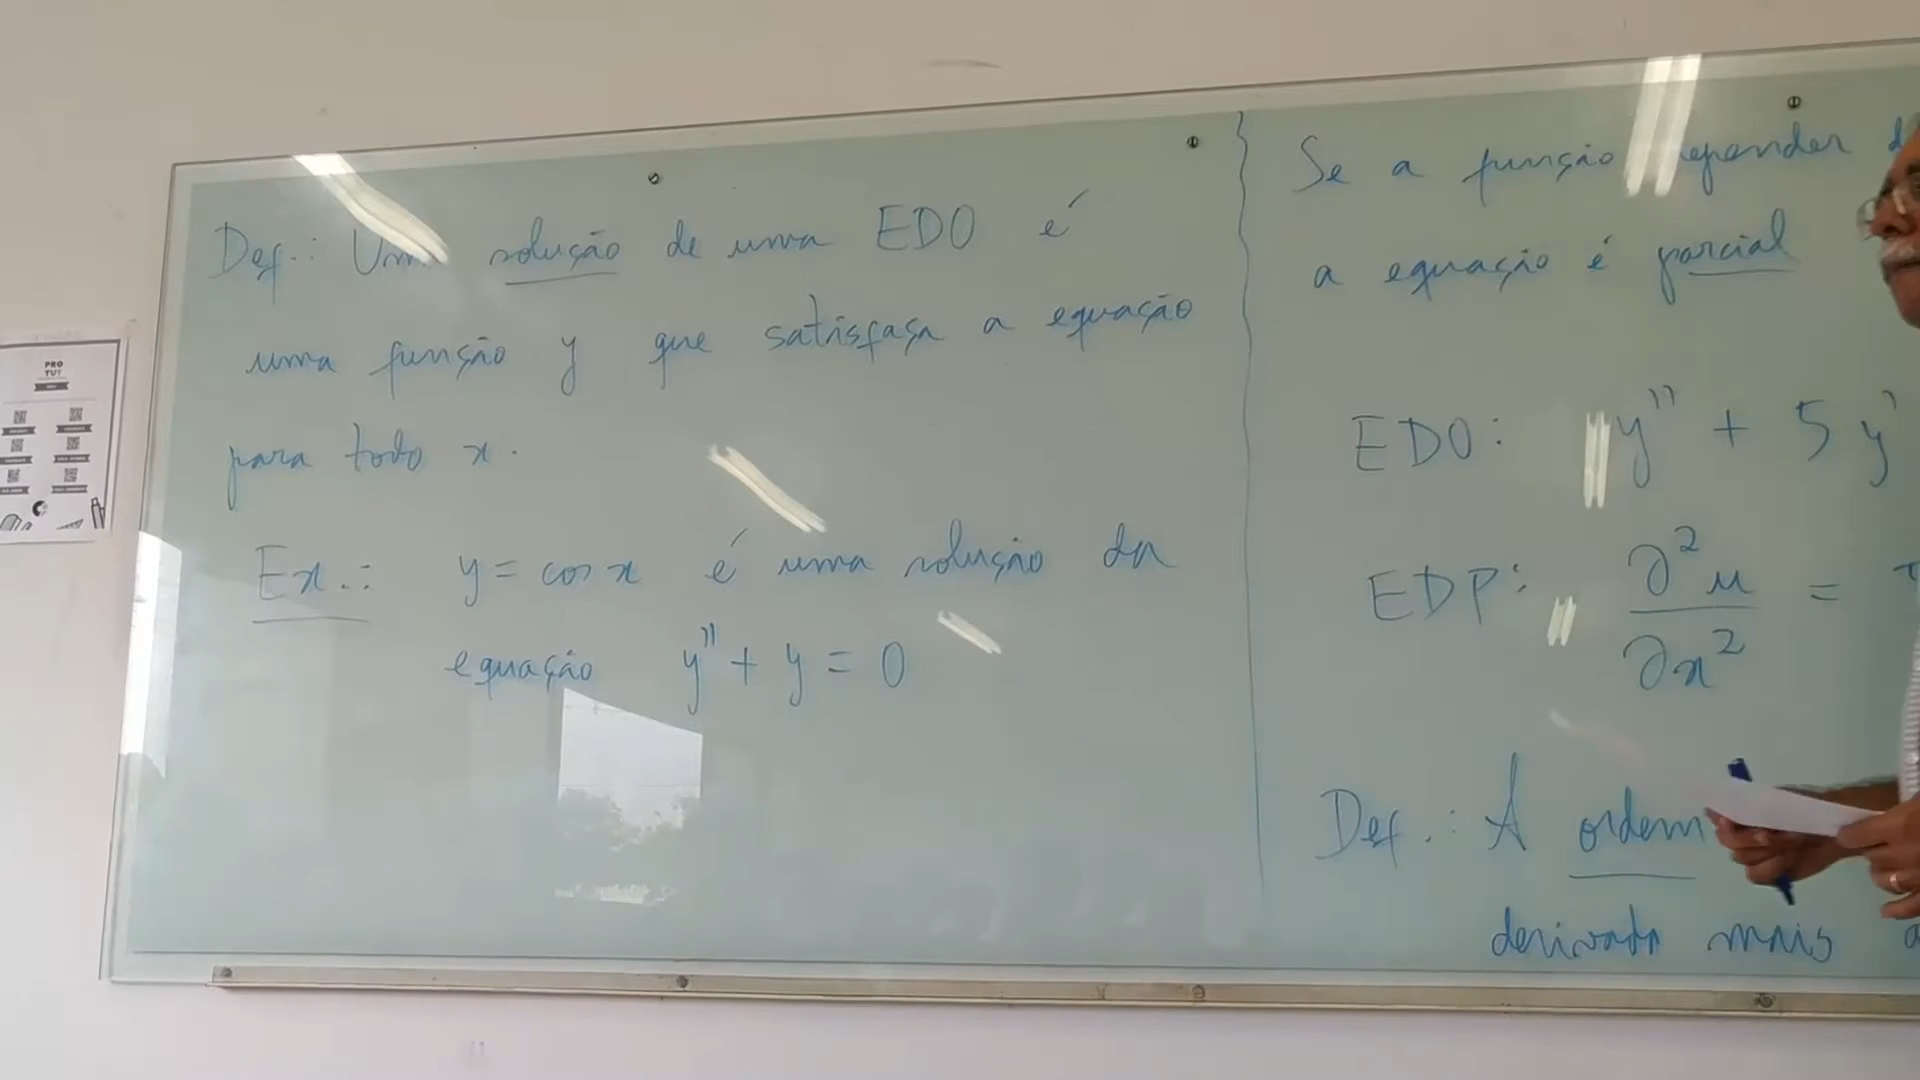 Def.: Uma solução de uma EDO é
uma função y que satisfaça a equação
para todo x.
Ex.: y = cos x é uma solução da
equação y" + y = 0
Se a função
a equação é parcial
EDO: y" + 5y'
EDP: ∂²u/∂x² =
Def.: A ordem
derivada mais
PRO